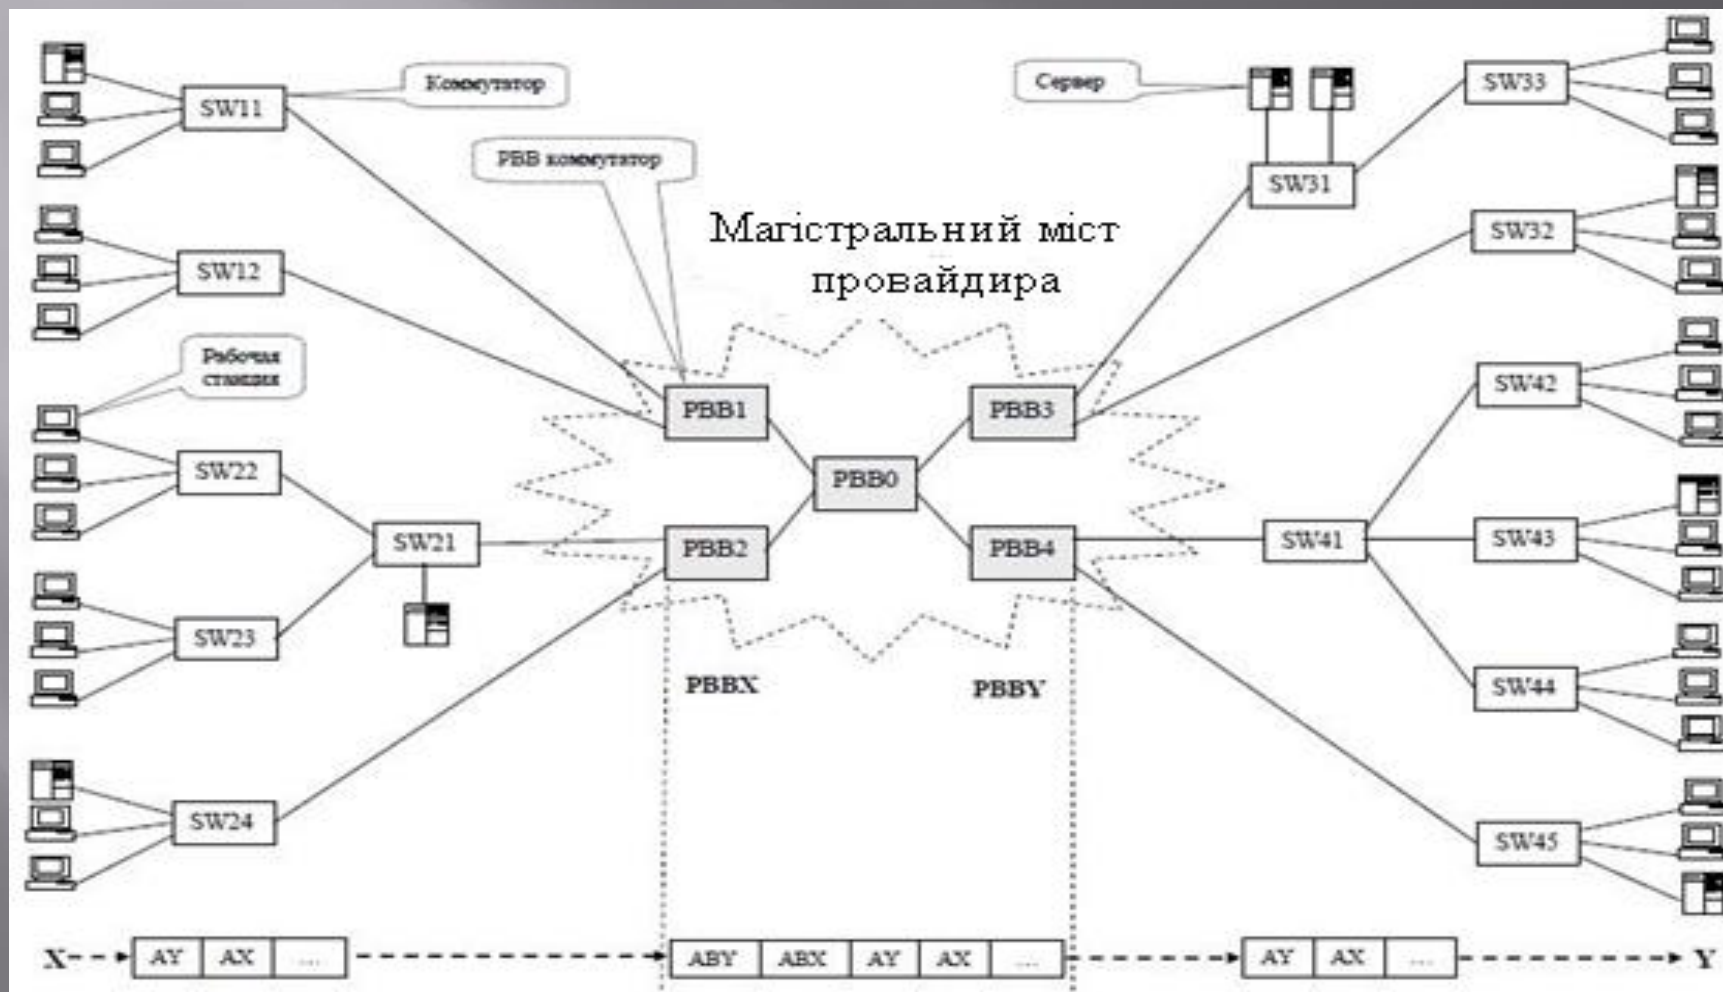 SW11
Коммутатор
Сервер
SW33
РВВ коммутатор
SW31
Магістральний міст
провайдира
SW32
SW12
Рабочая
станция
SW42
PBB1
PBB3
SW22
PBB0
SW21
PBB2
PBB4
SW41
SW43
SW23
PBBX
PBBY
SW44
SW24
SW45
X
AY
AX
...
ABY
ABX
AY
AX
...
AY
AX
...
Y